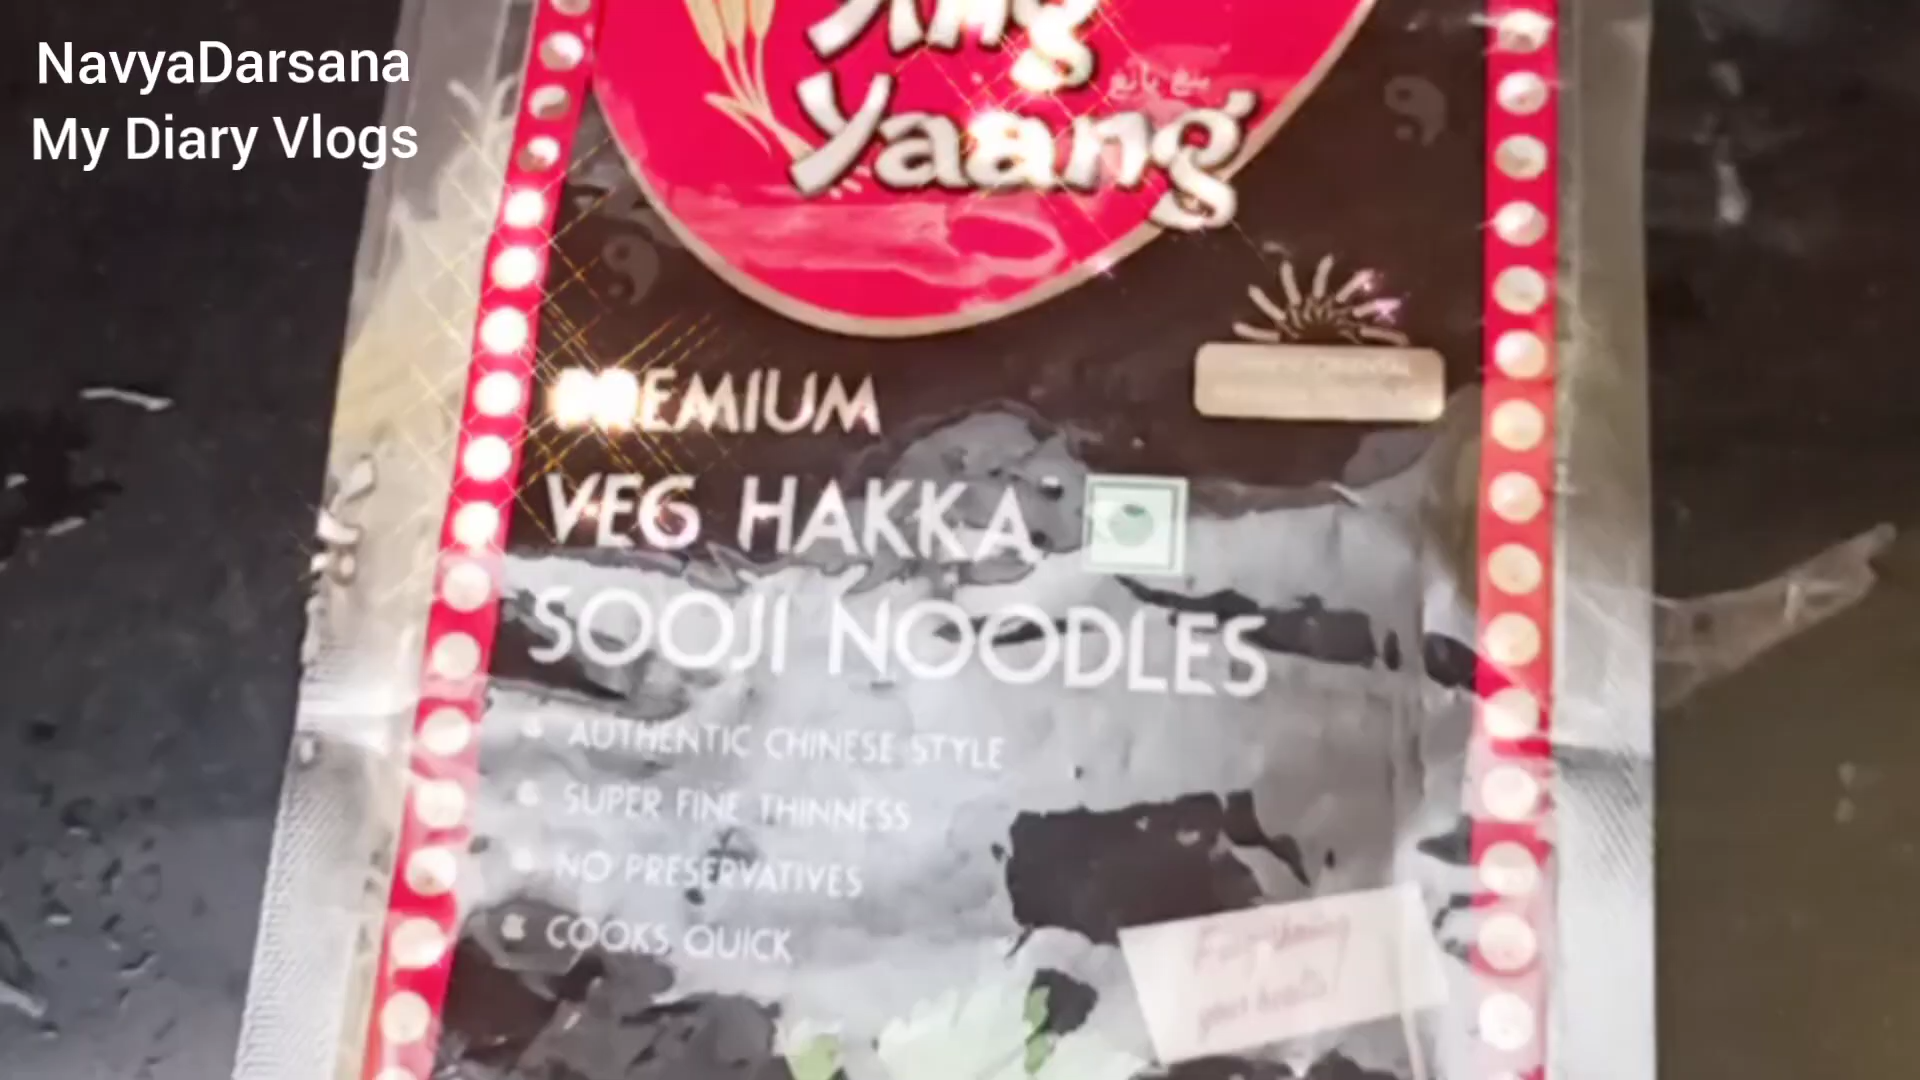 NavyaDarsana
My Diary Vlogs
Yaang
PREMIUM
VEG HAKKA
SOOJI NOODLES
AUTHENTIC CHINESE STYLE
SUPER FINE THINNESS
NO PRESERVATIVES
COOKS QUICK